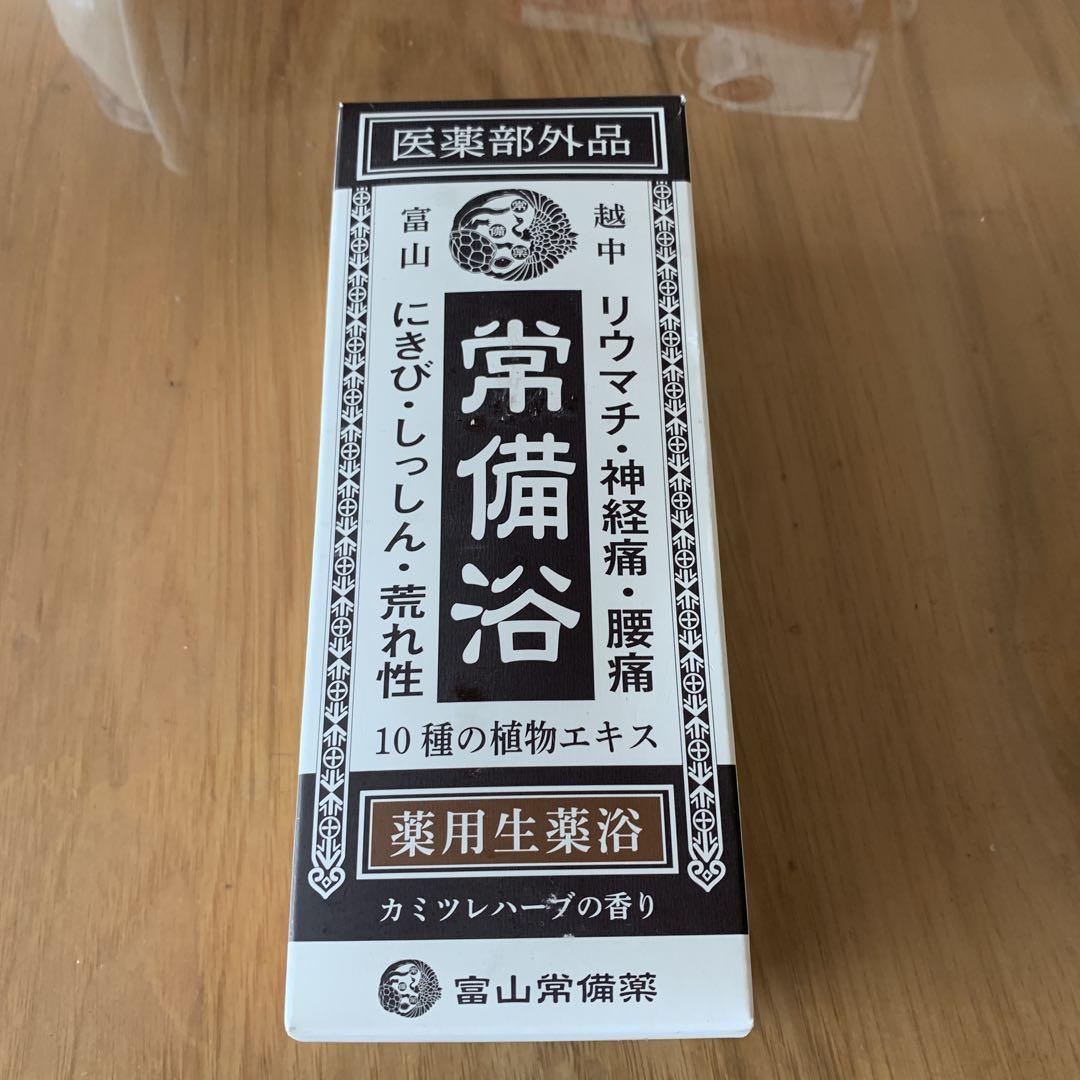 医薬部外品
越中
富山
常
備
薬
リウマチ・神経痛・腰痛
常備浴
にきび・しっしん・荒れ性
10種の植物エキス
薬用生薬浴
カミツレハーブの香り
富山常備薬